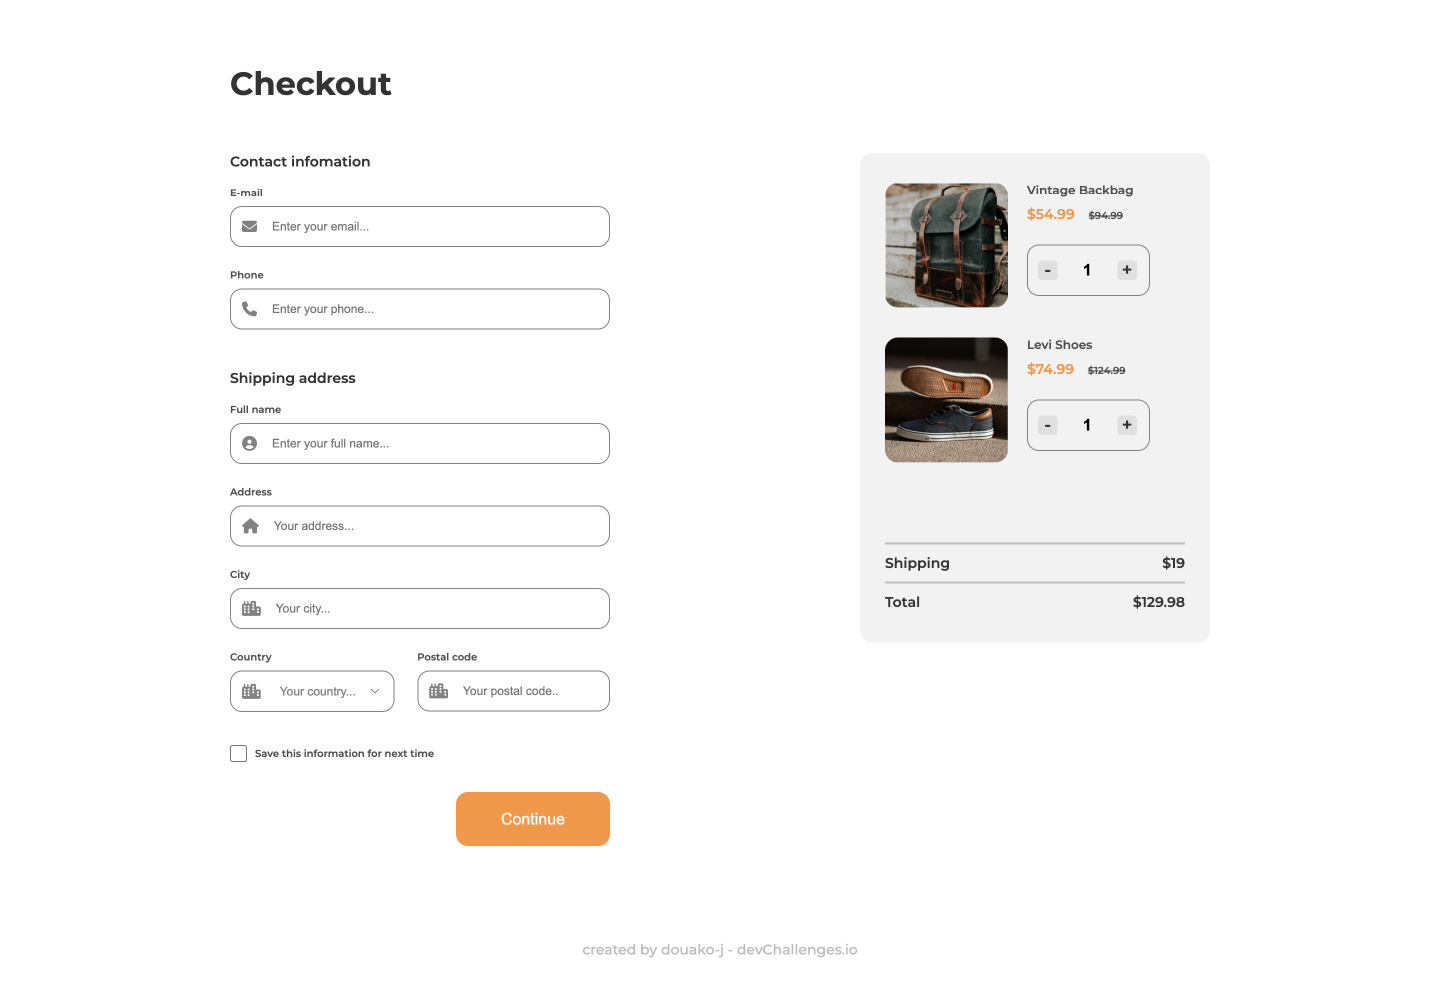 Checkout
Contact infomation
E-mail
Enter your email...
Phone
Enter your phone...
Shipping address
Full name
Enter your full name...
Address
Your address...
City
Your city...
Country
Postal code
Your country...
Your postal code..
Save this information for next time
Continue
Vintage Backbag
$54.99 $94.99
- 1 +
Levi Shoes
$74.99 $124.99
- 1 +
Shipping $19
Total $129.98
created by douako-j - devChallenges.io